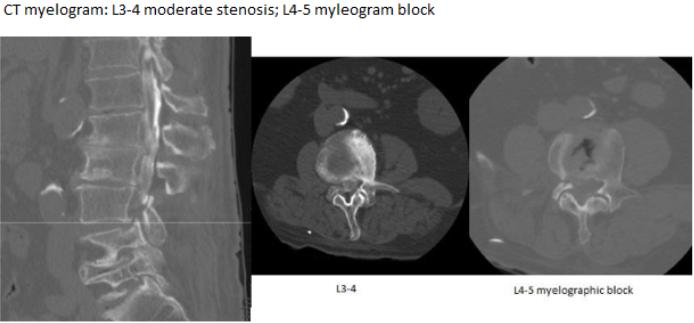 CT myelogram: L3-4 moderate stenosis; L4-5 myleogram block
L3-4
L4-5 myelographic block